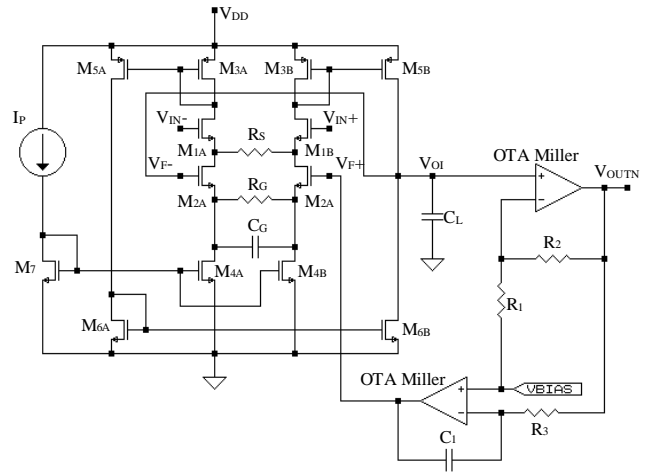 VDD
M5A
M3A
M3B
M5B
IP
VIN-
VIN+
RS
M1A
M1B
VF-
VF+
M2A
M2A
RG
CG
VOI
CL
OTA Miller
VOUTN
R2
R1
M7
M4A
M4B
M6A
M6B
OTA Miller
VBIAS
R3
C1